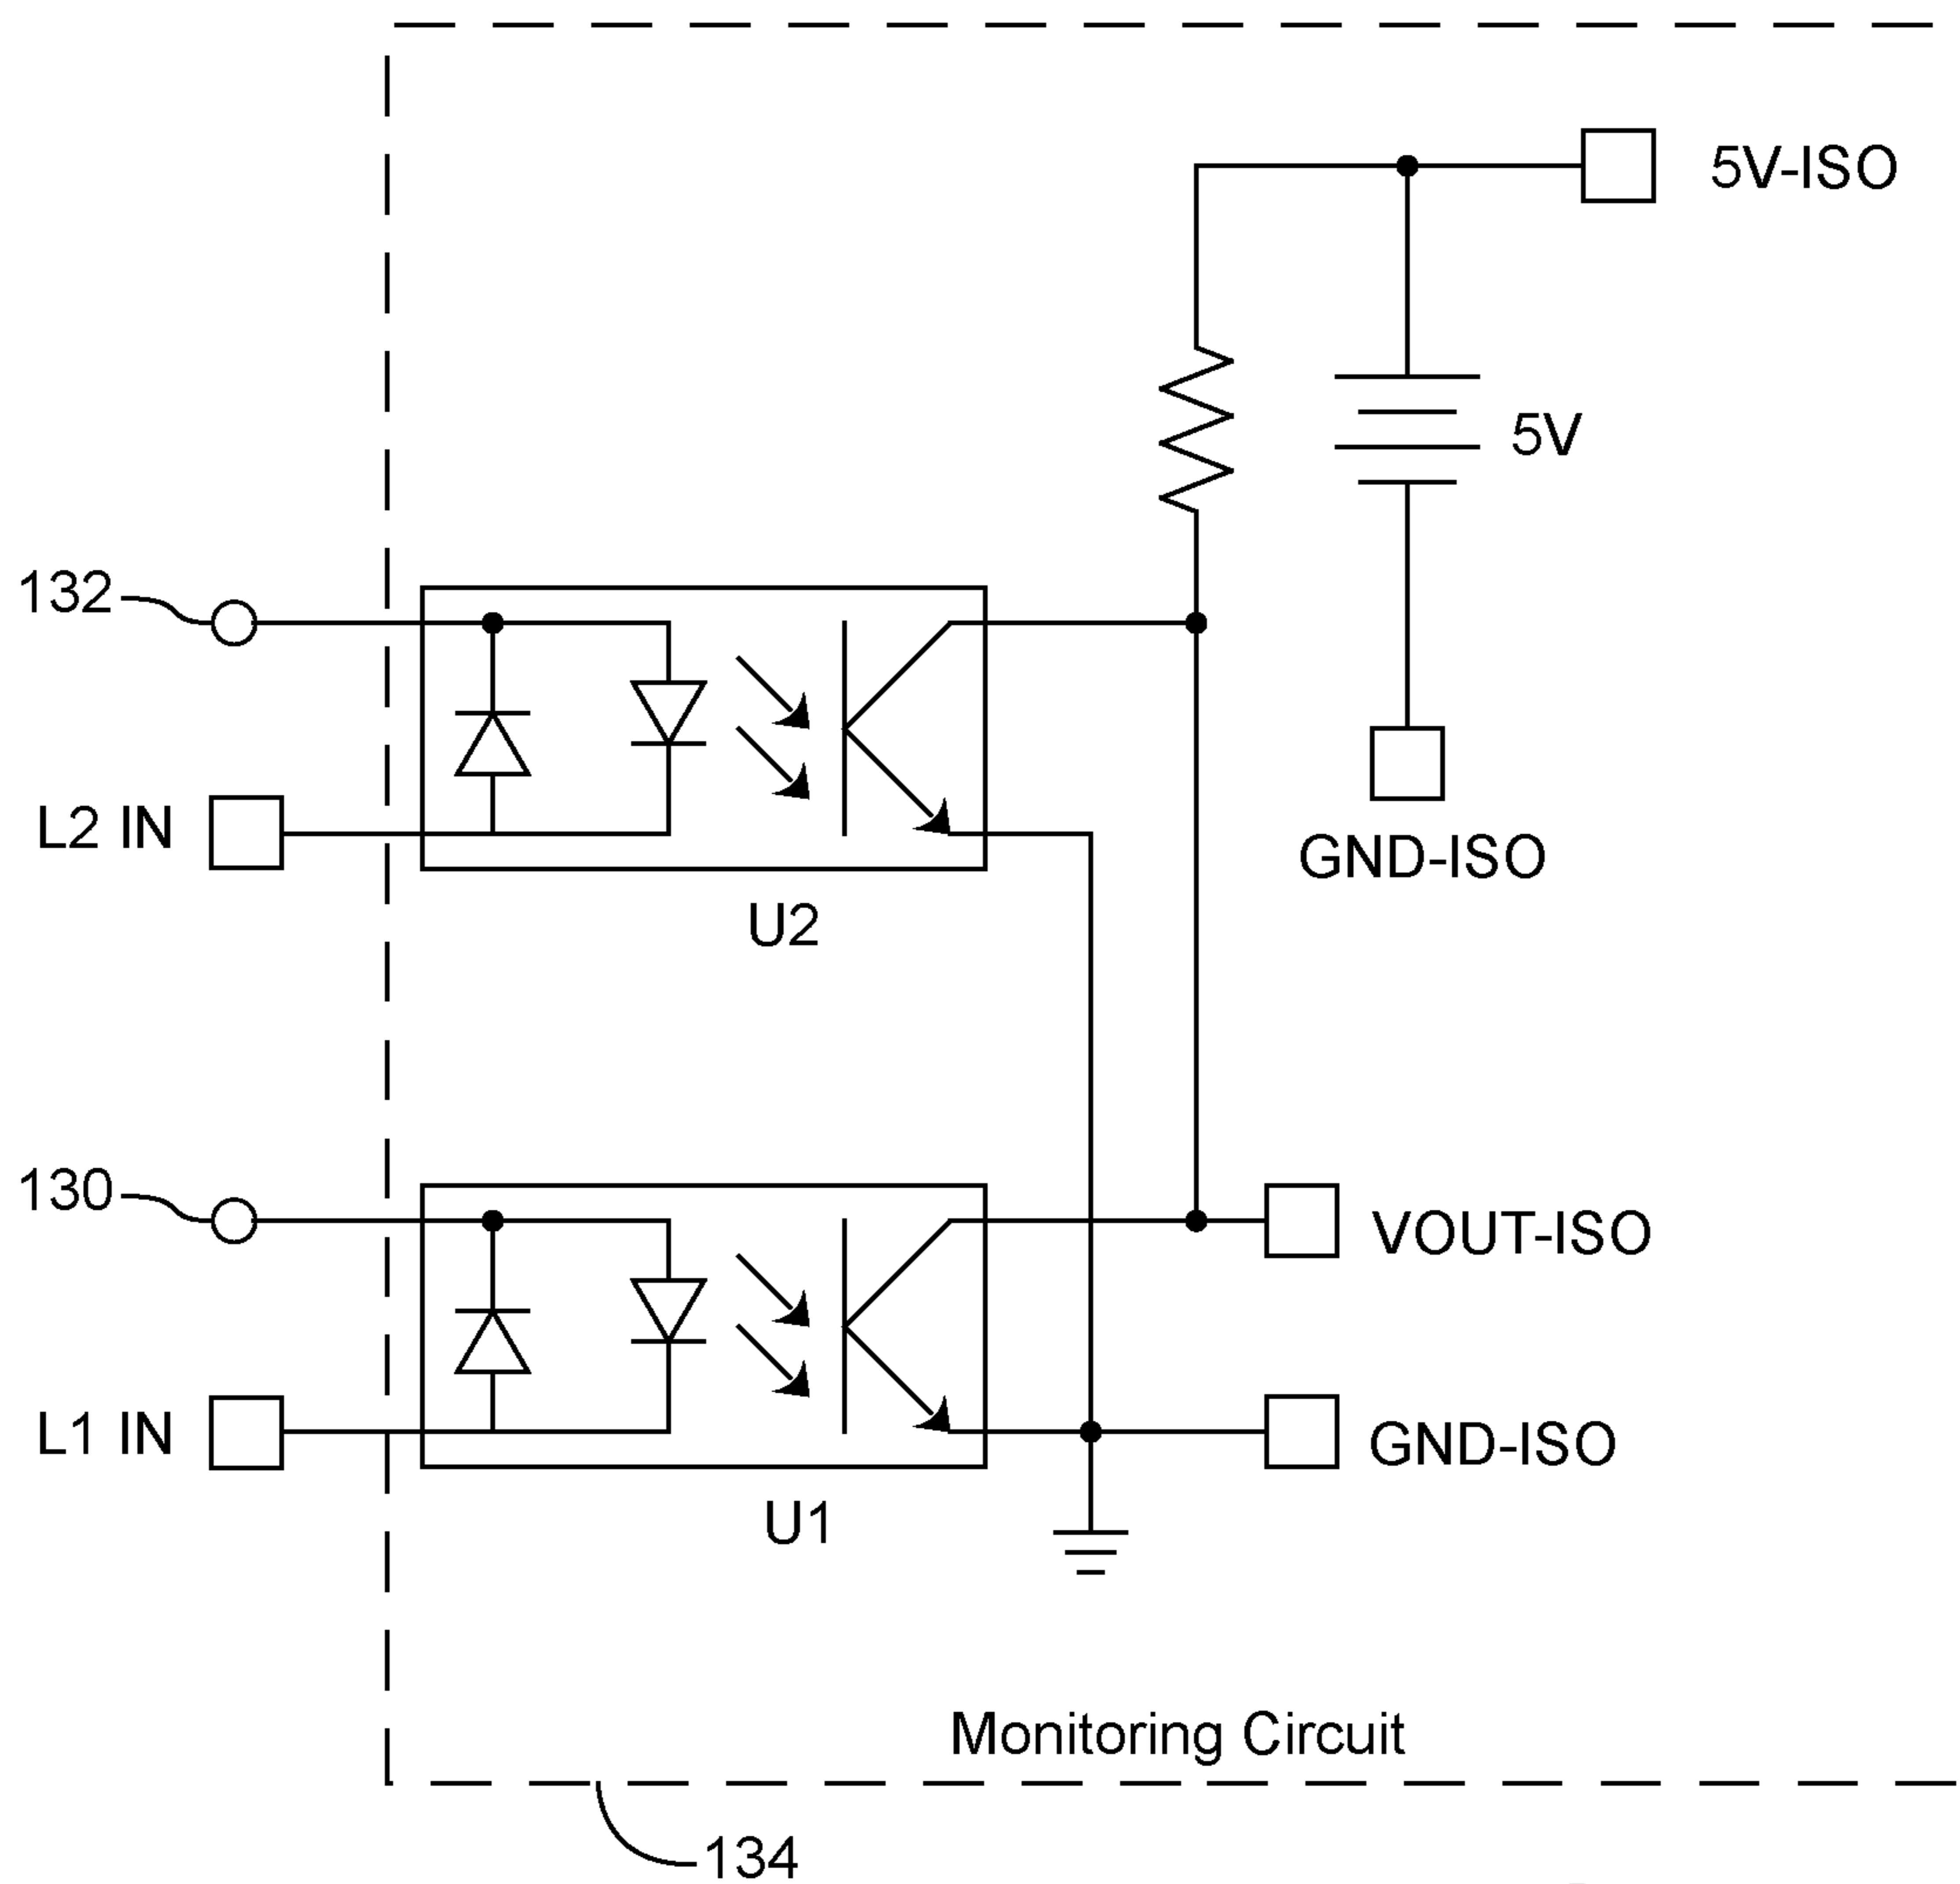 5V-ISO
5V
132
L2 IN
GND-ISO
U2
130
VOUT-ISO
L1 IN
GND-ISO
U1
Monitoring Circuit
134